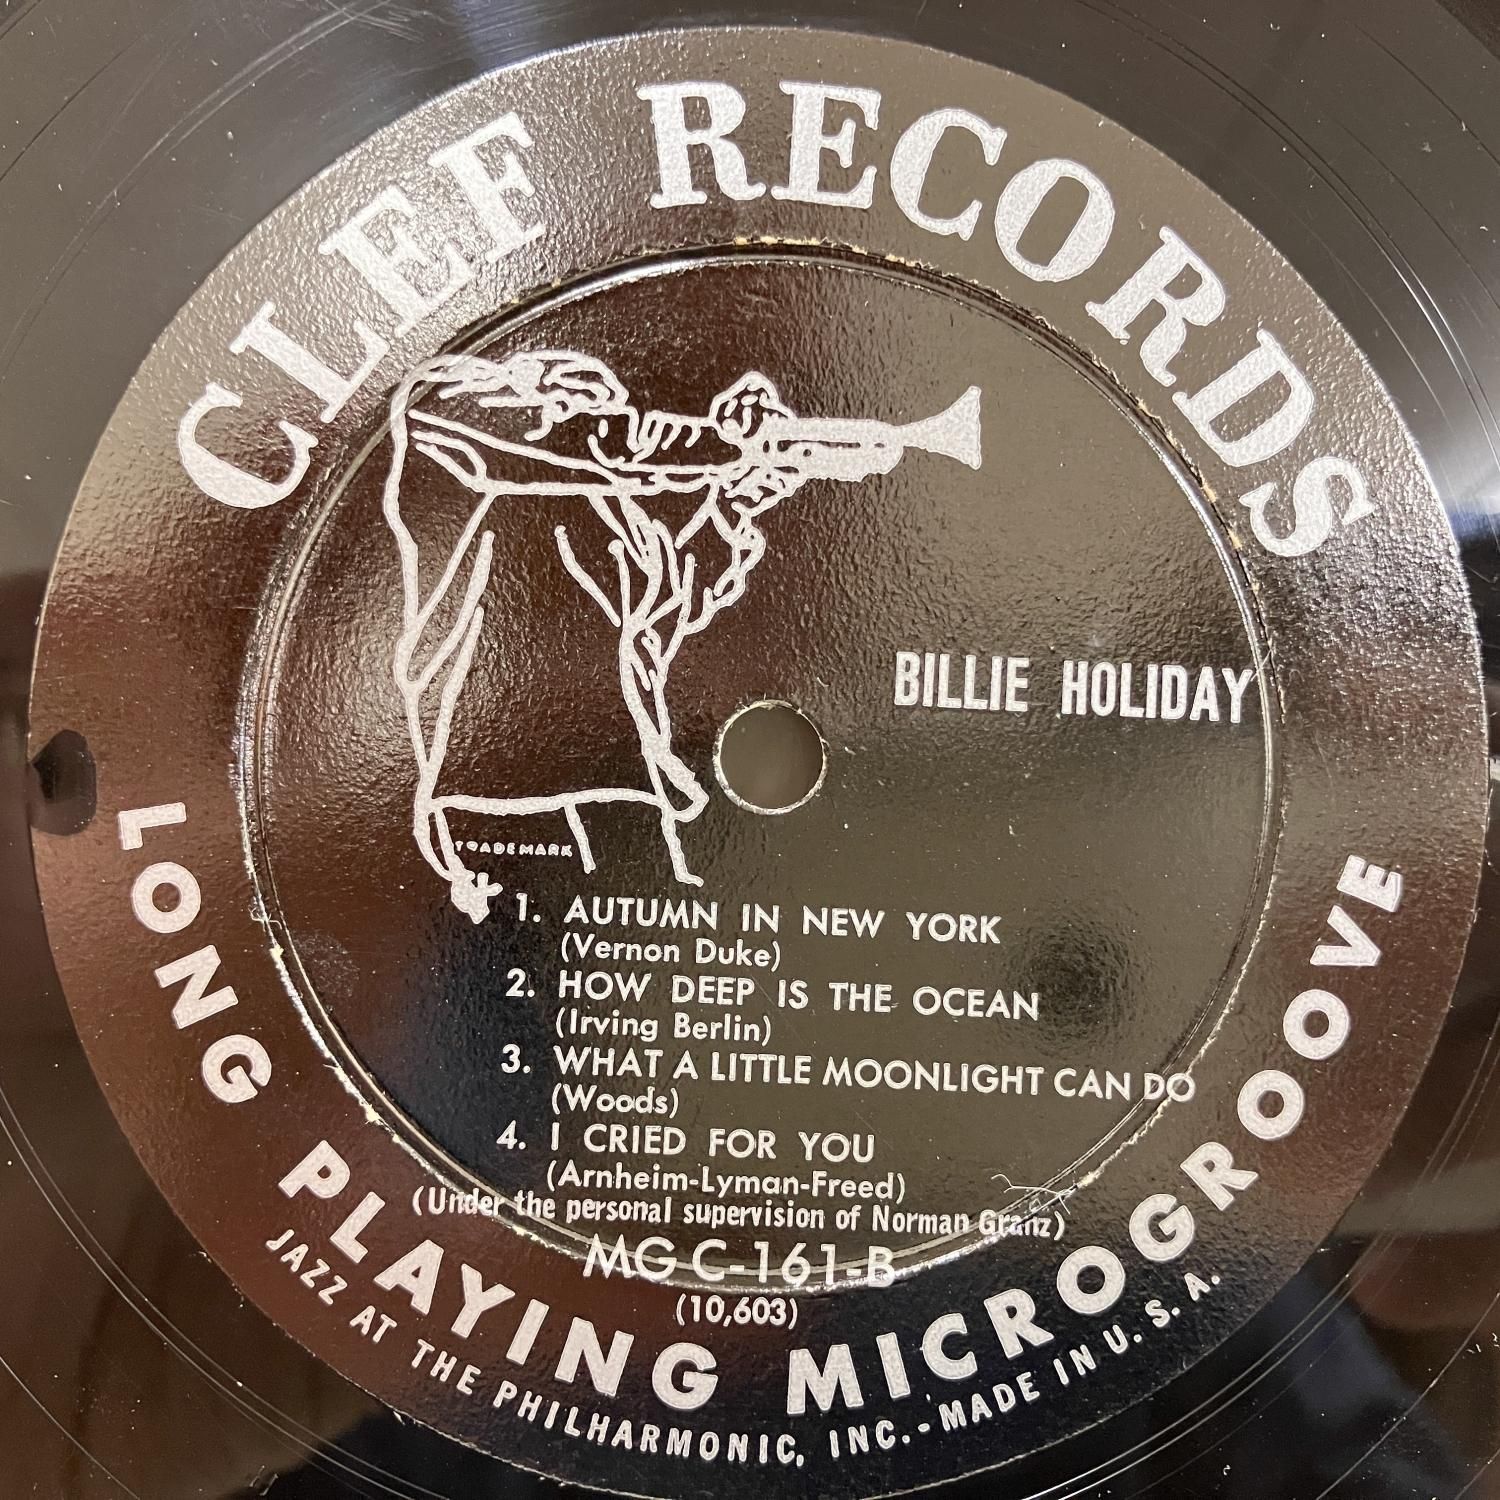 CLEF RECORDS
BILLIE HOLIDAY
TRADEMARK
1. AUTUMN IN NEW YORK
(Vernon Duke)
2. HOW DEEP IS THE OCEAN
(Irving Berlin)
3. WHAT A LITTLE MOONLIGHT CAN DO
(Woods)
4. I CRIED FOR YOU
(Arnheim-Lyman-Freed)
(Under the personal supervision of Norman Granz)
MG C-161-B
(10,603)
LONG PLAYING MICROGROOVE
JAZZ AT THE PHILHARMONIC, INC.-MADE IN U. S. A.